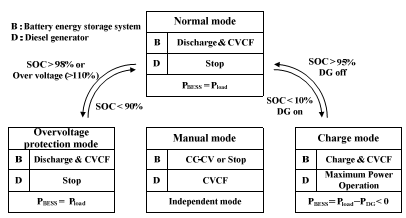 B : Battery energy storage system
D : Diesel generator
Normal mode
B Discharge & CVCF
D Stop
PBESS = Pload
SOC > 98% or
Over voltage (>110%)
SOC < 90%
SOC > 95%
DG off
SOC < 10%
DG on
Overvoltage
protection mode
B Discharge & CVCF
D Stop
PBESS = Pload
Manual mode
B CC-CV or Stop
D CVCF
Independent mode
Charge mode
B Charge & CVCF
D Maximum Power
Operation
PBESS = Pload − PDG < 0